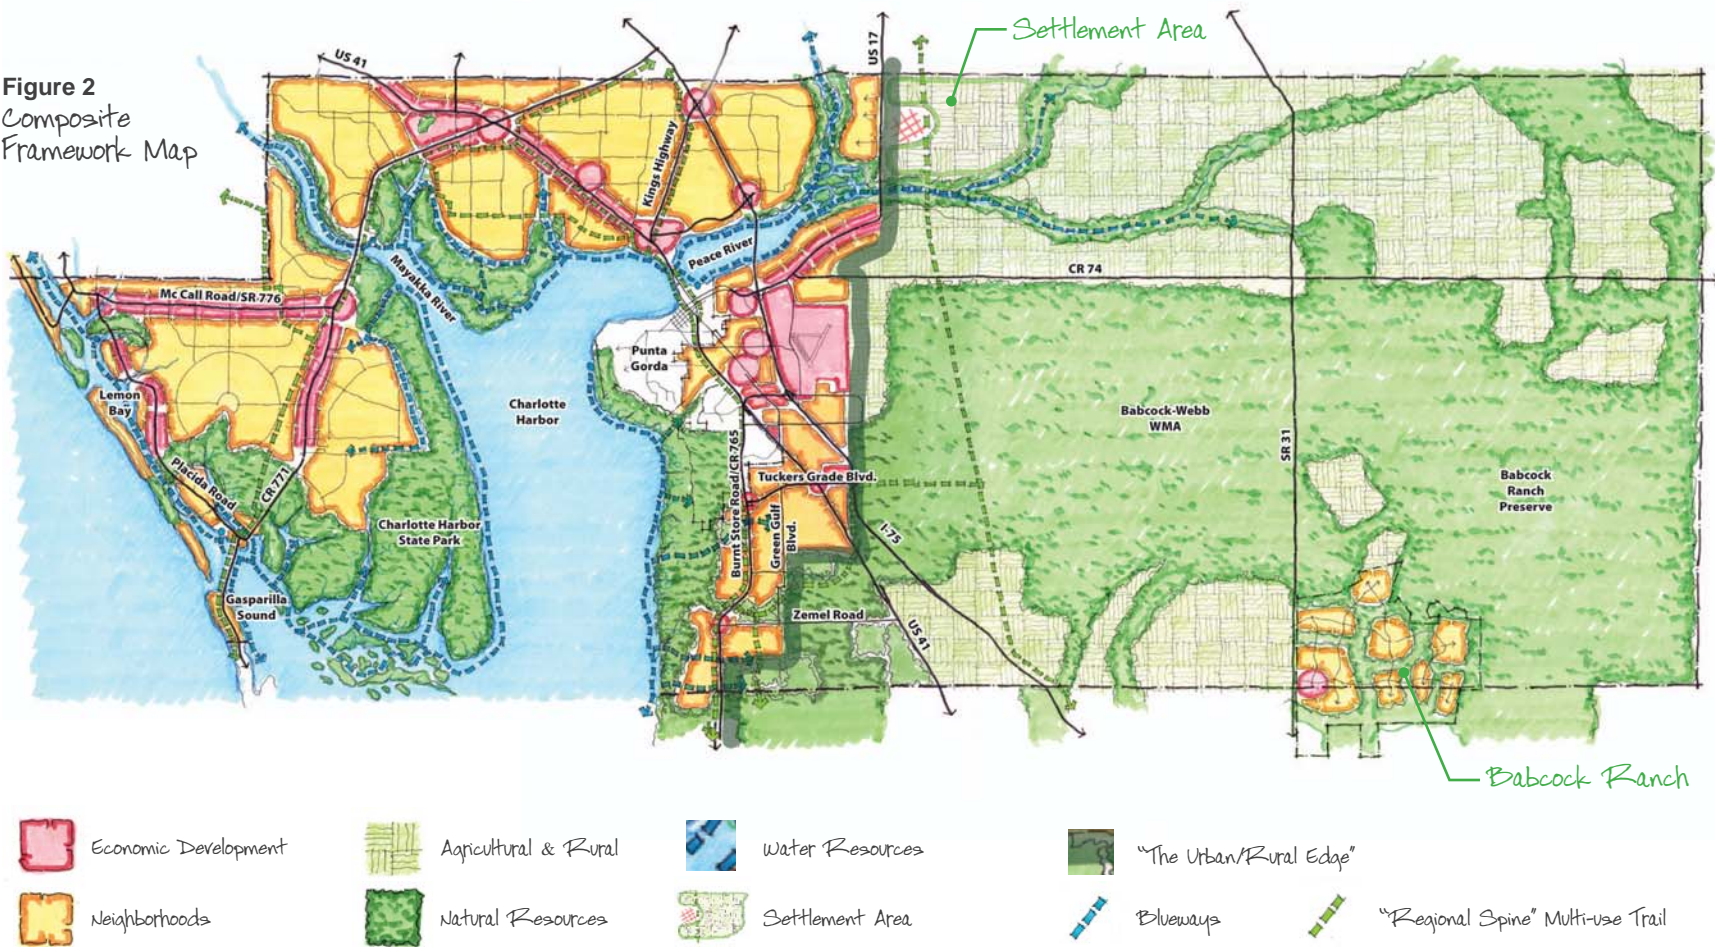 Figure 2
Composite
Framework Map
Settlement Area
US 41
US 17
Kings Highway
Peace River
CR 74
Mc Call Road/SR 776
Mayakka River
Punta
Gorda
Lemon
Bay
Charlotte
Harbor
Babcock-Webb
WMA
SR 31
Babcock
Ranch
Preserve
Placida Road
CR 771
Burnt Store Road/CR 765
Tuckers Grade Blvd.
Green Gulf
Blvd.
I-75
Charlotte Harbor
State Park
Gasparilla
Sound
Zemel Road
US 41
Babcock Ranch
Economic Development
Agricultural & Rural
Water Resources
"The Urban/Rural Edge"
Neighborhoods
Natural Resources
Settlement Area
Blueways
"Regional Spine" Multi-use Trail